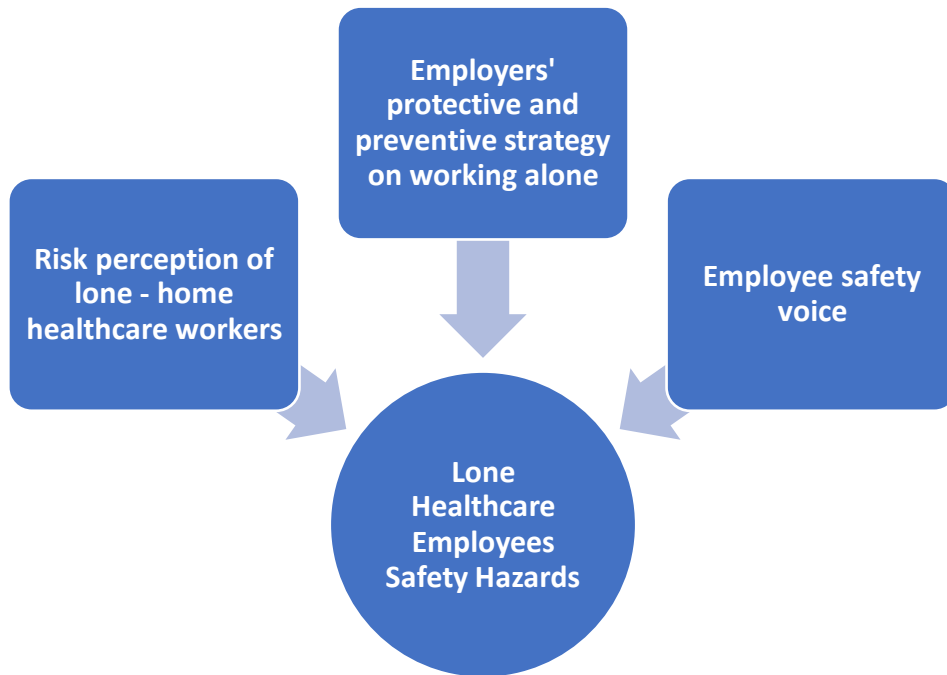 Employers'
protective and
preventive strategy
on working alone
Risk perception of
lone - home
healthcare workers
Employee safety
voice
Lone
Healthcare
Employees
Safety Hazards